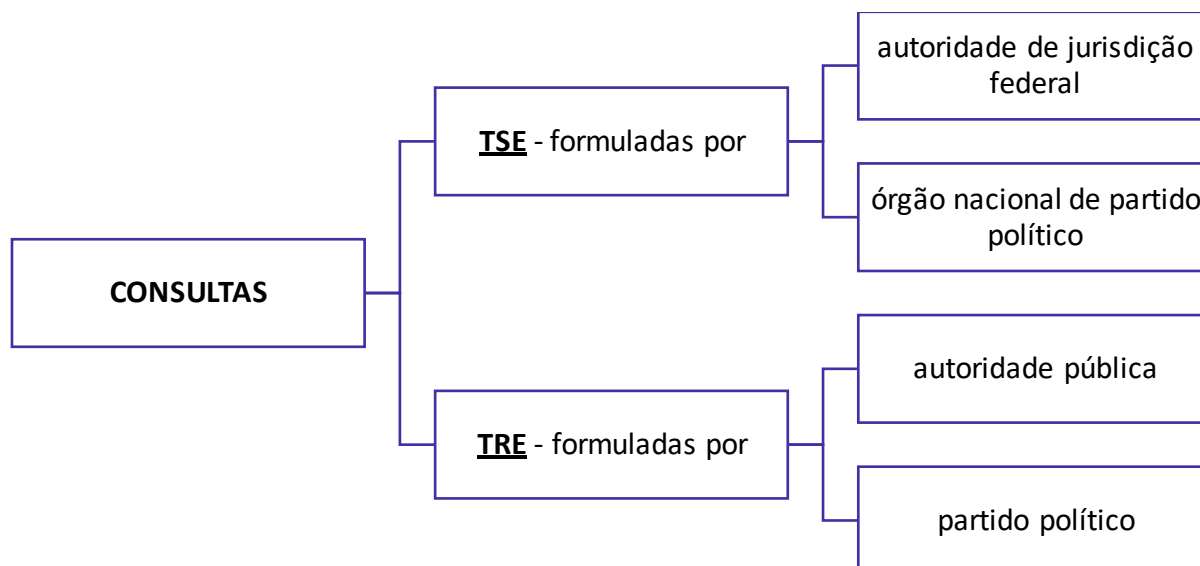 autoridade de jurisdição
federal
TSE - formuladas por
órgão nacional de partido
político
CONSULTAS
autoridade pública
TRE - formuladas por
partido político